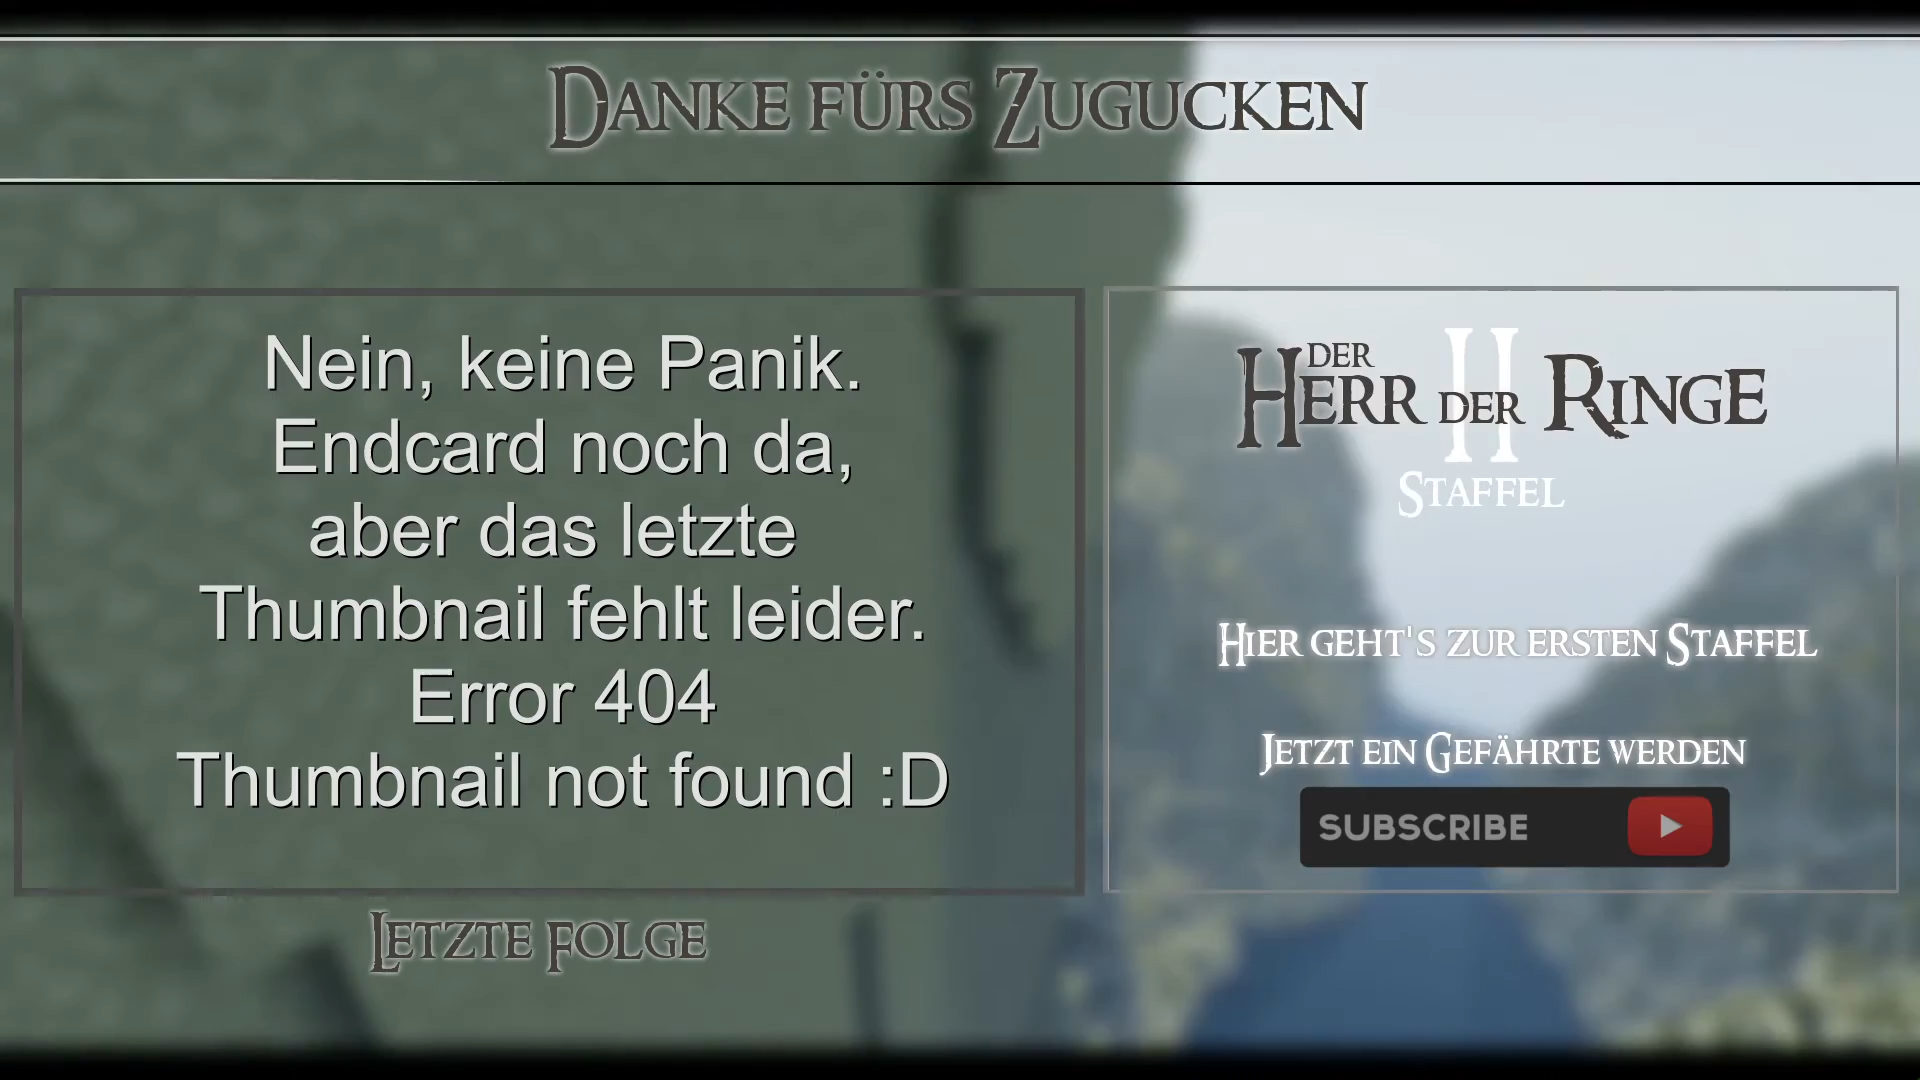 Danke fürs Zugucken
Nein, keine Panik.
Endcard noch da,
aber das letzte
Thumbnail fehlt leider.
Error 404
Thumbnail not found :D
Letzte Folge
Der Herr der Ringe
II
Staffel
Hier geht's zur ersten Staffel
Jetzt ein Gefährte werden
SUBSCRIBE